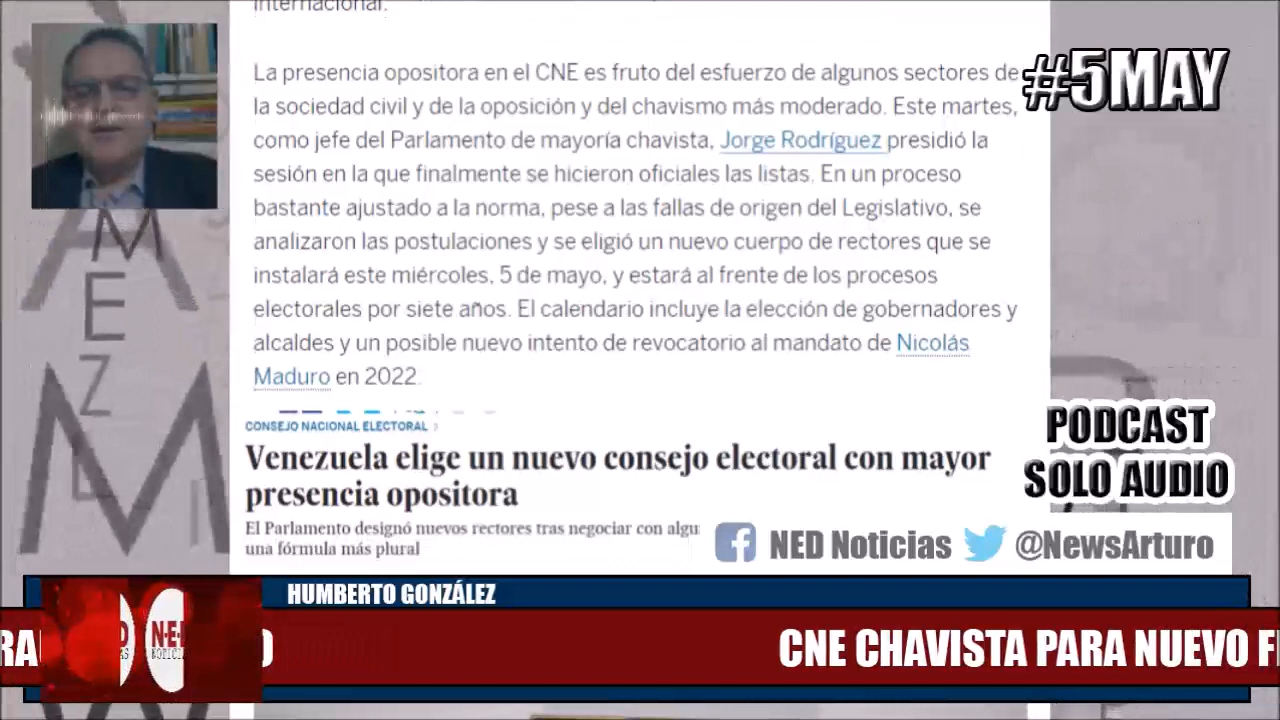 internacional.
La presencia opositora en el CNE es fruto del esfuerzo de algunos sectores de
la sociedad civil y de la oposición y del chavismo más moderado. Este martes,
como jefe del Parlamento de mayoría chavista, Jorge Rodríguez presidió la
sesión en la que finalmente se hicieron oficiales las listas. En un proceso
bastante ajustado a la norma, pese a las fallas de origen del Legislativo, se
analizaron las postulaciones y se eligió un nuevo cuerpo de rectores que se
instalará este miércoles, 5 de mayo, y estará al frente de los procesos
electorales por siete años. El calendario incluye la elección de gobernadores y
alcaldes y un posible nuevo intento de revocatorio al mandato de Nicolás
Maduro en 2022.
#5MAY
CONSEJO NACIONAL ELECTORAL
Venezuela elige un nuevo consejo electoral con mayor
presencia opositora
El Parlamento designó nuevos rectores tras negociar con algu
una fórmula más plural
PODCAST
SOLO AUDIO
NED Noticias @NewsArturo
HUMBERTO GONZÁLEZ
CNE CHAVISTA PARA NUEVO F
M
E
Z